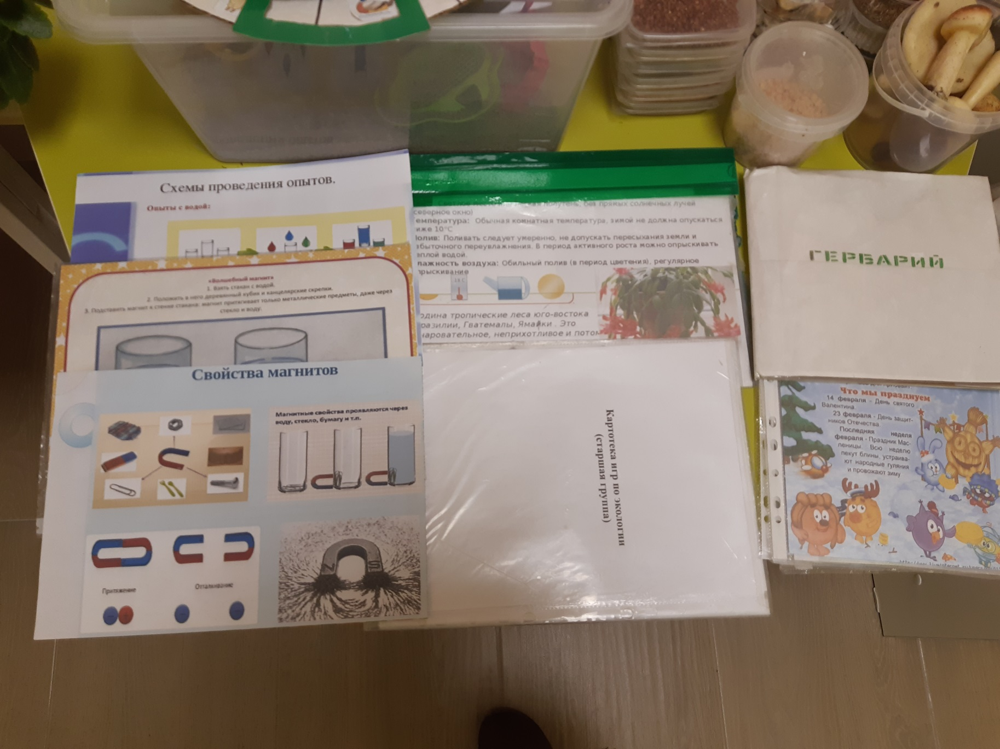 Схемы проведения опытов.
Опыты с водой:
«Волшебный магнит»
1. Взять стакан с водой.
2. Положить в него деревянный кубик и канцелярские скрепки.
3. Подставить магнит к стенке стакана: магнит притягивает только металлические предметы, даже через
стекло и воду.
Свойства магнитов
Магнитные свойства проявляются через
воду, стекло, бумагу и т.п.
N S
Притяжение
Отталкивание
полутень, без прямых солнечных лучей
северное окно)
емпература: Обычная комнатная температура, зимой не должна опускаться
иже 10°C
олив: Поливать следует умеренно, не допускать пересыхания земли и
збыточного переувлажнения. В период активного роста можно опрыскивать
еплой водой.
лажность воздуха: Обильный полив (в период цветения), регулярное
прыскивание
18 C
одина тропические леса юго-востока
разилии, Гватемалы, Ямайки . Это
чаровательное, неприхотливое и потом
Картотека игр по экологии
(старшая группа)
ГЕРБАРИЙ
Что мы празднуем
14 февраля - День святого
Валентина.
23 февраля - День защит-
ников Отечества.
Последняя неделя
февраля - Праздник Мас-
леницы. Всю неделю
пекут блины, устраива-
ют народные гуляния
и провожают зиму